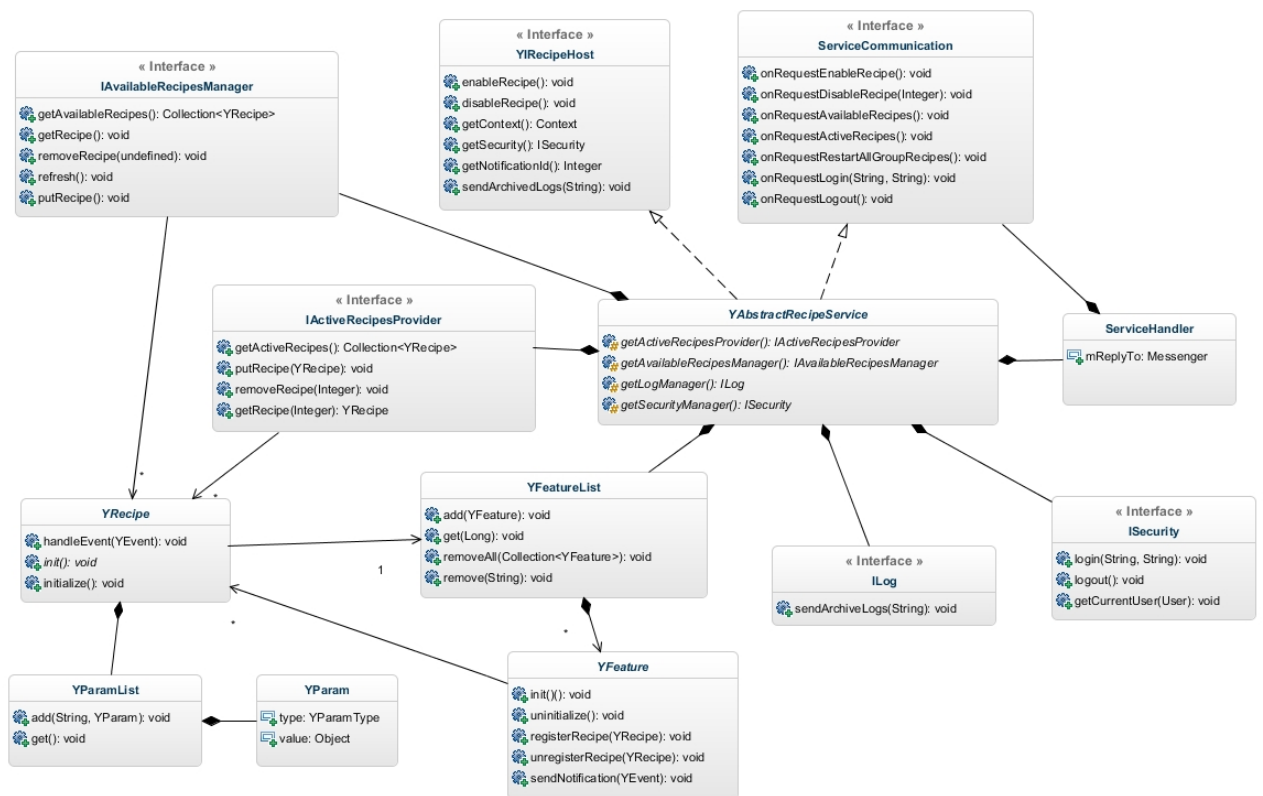 « Interface »
IAvailableRecipesManager
getAvailableRecipes(): Collection<YRecipe>
getRecipe(): void
removeRecipe(undefined): void
refresh(): void
putRecipe(): void
« Interface »
YIRecipeHost
enableRecipe(): void
disableRecipe(): void
getContext(): Context
getSecurity(): ISecurity
getNotificationId(): Integer
sendArchivedLogs(String): void
« Interface »
ServiceCommunication
onRequestEnableRecipe(): void
onRequestDisableRecipe(Integer): void
onRequestAvailableRecipes(): void
onRequestActiveRecipes(): void
onRequestRestartAllGroupRecipes(): void
onRequestLogin(String, String): void
onRequestLogout(): void
« Interface »
IActiveRecipesProvider
getActiveRecipes(): Collection<YRecipe>
putRecipe(YRecipe): void
removeRecipe(Integer): void
getRecipe(Integer): YRecipe
YAbstractRecipeService
getActiveRecipesProvider(): IActiveRecipesProvider
getAvailableRecipesManager(): IAvailableRecipesManager
getLogManager(): ILog
getSecurityManager(): ISecurity
ServiceHandler
mReplyTo: Messenger
*
*
YRecipe
handleEvent(YEvent): void
init(): void
initialize(): void
1
*
YFeatureList
add(YFeature): void
get(Long): void
removeAll(Collection<YFeature>): void
remove(String): void
*
« Interface »
ILog
sendArchiveLogs(String): void
« Interface »
ISecurity
login(String, String): void
logout(): void
getCurrentUser(User): void
YParamList
add(String, YParam): void
get(): void
YParam
type: YParamType
value: Object
YFeature
init()(): void
uninitialize(): void
registerRecipe(YRecipe): void
unregisterRecipe(YRecipe): void
sendNotification(YEvent): void